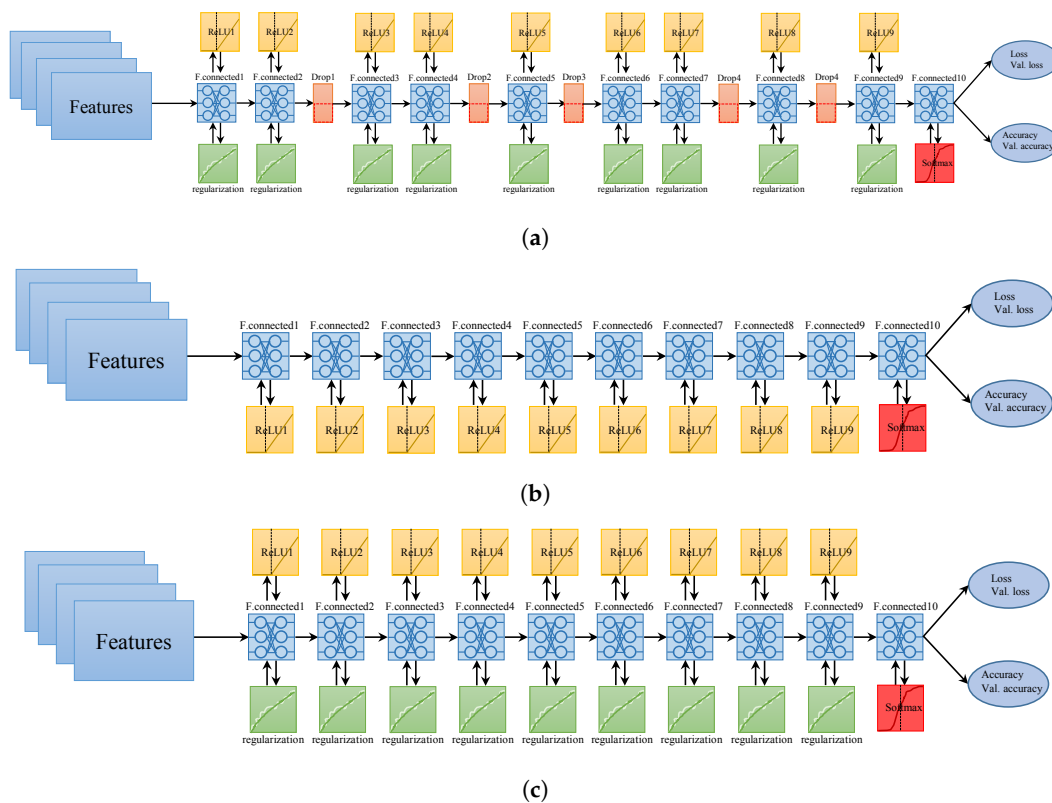 ReLU1 ReLU2 ReLU3 ReLU4 ReLU5 ReLU6 ReLU7 ReLU8 ReLU9
F.connected1 F.connected2 Drop1 F.connected3 F.connected4 Drop2 F.connected5 Drop3 F.connected6 F.connected7 Drop4 F.connected8 Drop4 F.connected9 F.connected10
Loss
Val. loss
Features
Accuracy
Val. accuracy
Softmax
regularization regularization regularization regularization regularization regularization regularization regularization regularization
(a)
Loss
Val. loss
F.connected1 F.connected2 F.connected3 F.connected4 F.connected5 F.connected6 F.connected7 F.connected8 F.connected9 F.connected10
Features
Accuracy
Val. accuracy
ReLU1 ReLU2 ReLU3 ReLU4 ReLU5 ReLU6 ReLU7 ReLU8 ReLU9 Softmax
(b)
ReLU1 ReLU2 ReLU3 ReLU4 ReLU5 ReLU6 ReLU7 ReLU8 ReLU9
Loss
Val. loss
F.connected1 F.connected2 F.connected3 F.connected4 F.connected5 F.connected6 F.connected7 F.connected8 F.connected9 F.connected10
Features
Accuracy
Val. accuracy
Softmax
regularization regularization regularization regularization regularization regularization regularization regularization regularization
(c)